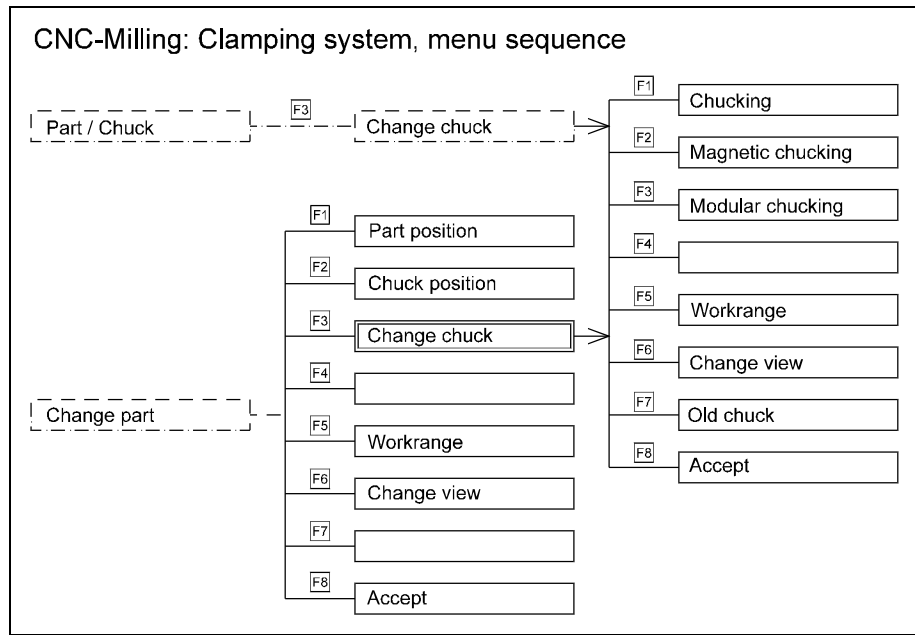 CNC-Milling: Clamping system, menu sequence
Part / Chuck
F3
Change chuck
F1
Chucking
F2
Magnetic chucking
F3
Modular chucking
F4
F5
Workrange
F6
Change view
F7
Old chuck
F8
Accept
Change part
F1
Part position
F2
Chuck position
F3
Change chuck
F4
F5
Workrange
F6
Change view
F7
F8
Accept